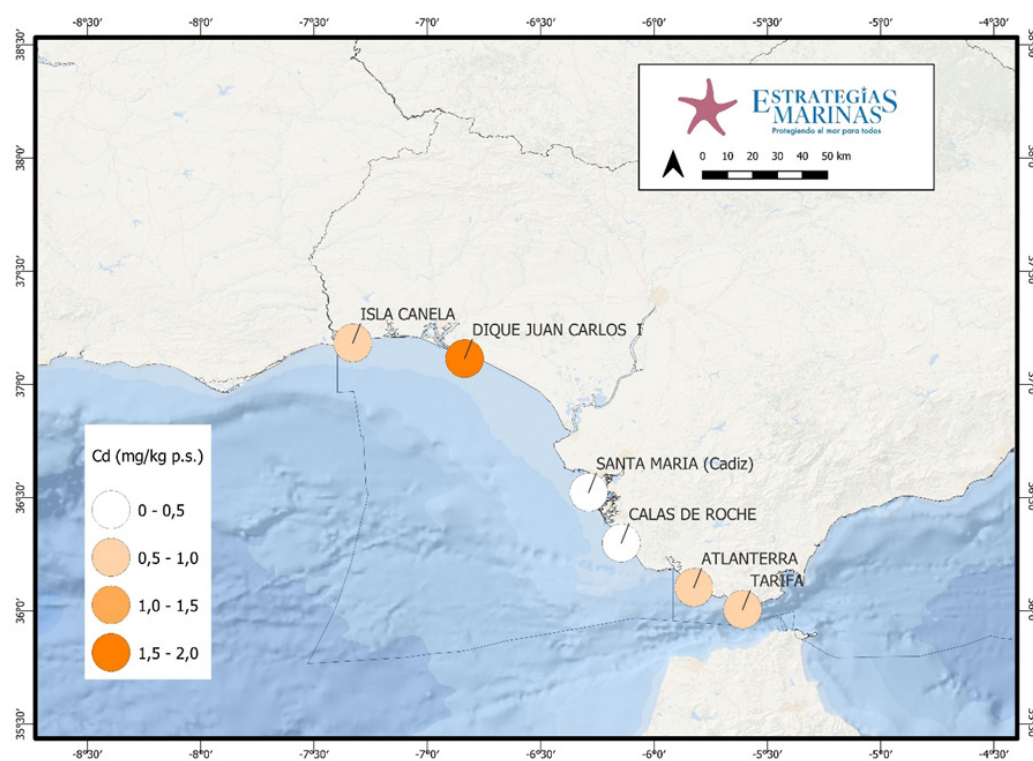 -8°30' -7°30' -7°0' -6°30' -6°0' -5°30' -5°0' -4°30'
-8°0'
38°30'
ESTRATEGIAS
MARINAS
Protegiendo el mar para todos
0 10 20 30 40 50 km
38°0'
37°30'
ISLA CANELA
DIQUE JUAN CARLOS I
37°0'
Cd (mg/kg p.s.)
0 - 0,5
0,5 - 1,0
1,0 - 1,5
1,5 - 2,0
SANTA MARIA (Cadiz)
36°30'
CALAS DE ROCHE
ATLANTERRA
TARIFA
36°0'
35°30'
-8°30' -8°0' -7°30' -7°0' -6°30' -6°0' -5°30' -5°0' -4°30'